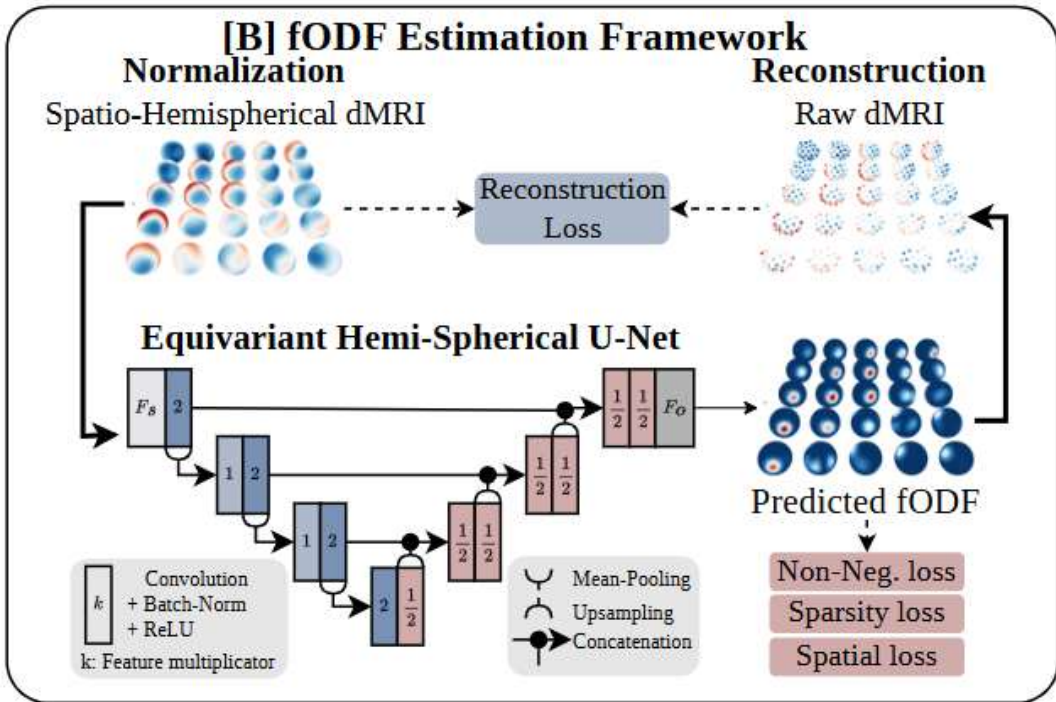 [B] fODF Estimation Framework
Normalization
Spatio-Hemispherical dMRI
Reconstruction
Raw dMRI
Reconstruction
Loss
Equivariant Hemi-Spherical U-Net
F_S 2
1 2
1 2
2 1/2
1/2 1/2
1/2 1/2
1/2 1/2 F_O
Predicted fODF
Non-Neg. loss
Sparsity loss
Spatial loss
k
Convolution
+ Batch-Norm
+ ReLU
k: Feature multiplicator
Mean-Pooling
Upsampling
Concatenation